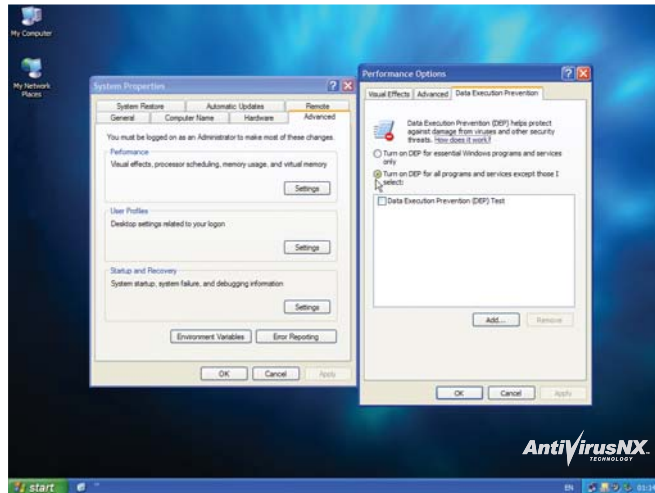 My Computer
My Network
Places
System Properties
System Restore
Automatic Updates
Remote
General
Computer Name
Hardware
Advanced
You must be logged on as an Administrator to make most of these changes.
Performance
Visual effects, processor scheduling, memory usage, and virtual memory
Settings
User Profiles
Desktop settings related to your logon
Settings
Startup and Recovery
System startup, system failure, and debugging information
Settings
Environment Variables
Error Reporting
OK
Cancel
Apply
Performance Options
Visual Effects
Advanced
Data Execution Prevention
Data Execution Prevention (DEP) helps protect
against damage from viruses and other security
threats. How does it work?
Turn on DEP for essential Windows programs and services
only
Turn on DEP for all programs and services except those I
select:
Data Execution Prevention (DEP) Test
Add...
Remove
OK
Cancel
Apply
AntiVirusNX
TECHNOLOGY
start
EN
01:14